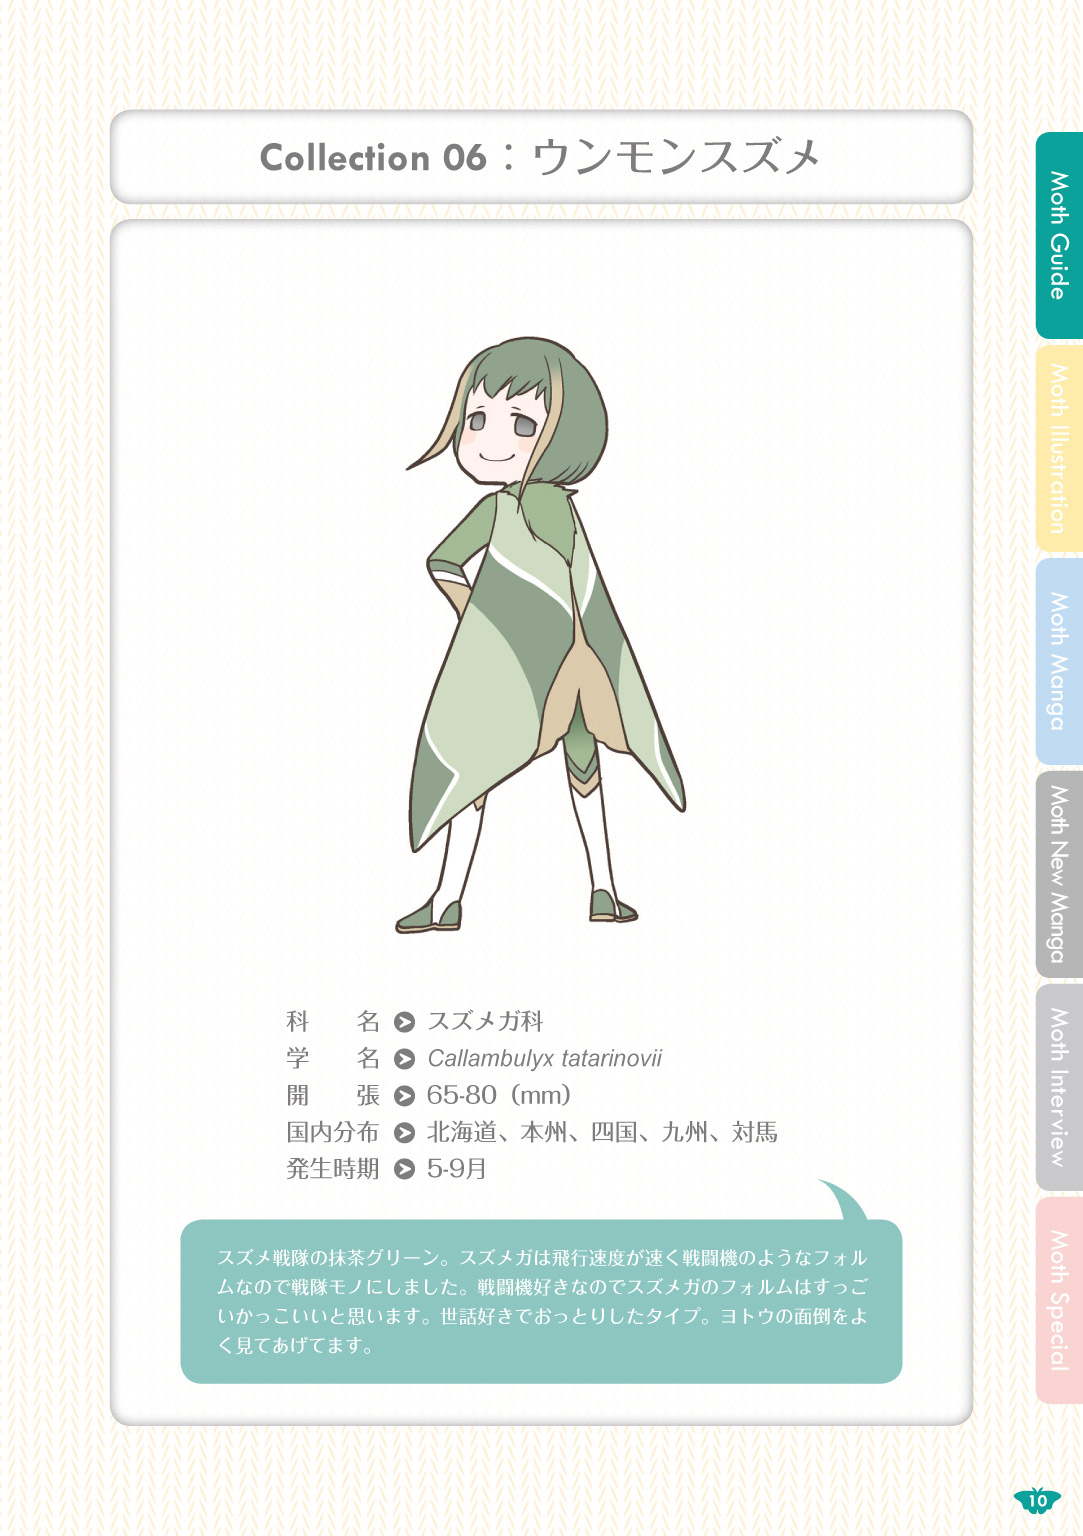 Collection 06：ウンモンスズメ
科　　名 > スズメガ科
学　　名 > Callambulyx tatarinovii
開　　張 > 65-80（mm）
国内分布 > 北海道、本州、四国、九州、対馬
発生時期 > 5-9月
スズメ戦隊の抹茶グリーン。スズメガは飛行速度が速く戦闘機のようなフォル
ムなので戦隊モノにしました。戦闘機好きなのでスズメガのフォルムはすっご
いかっこいいと思います。世話好きでおっとりしたタイプ。ヨトウの面倒をよ
く見てあげてます。
Moth Guide
Moth Illustration
Moth Manga
Moth New Manga
Moth Interview
Moth Special
10